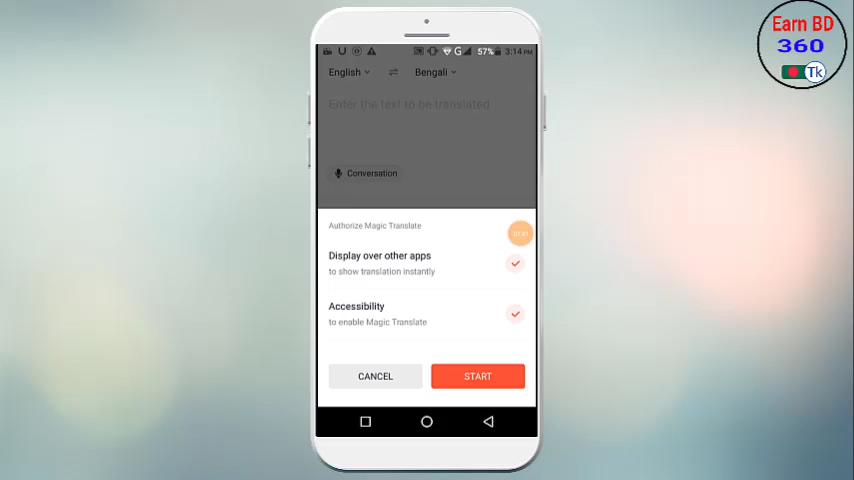 Earn BD
360
Tk
G 57% 3:14 PM
English Bengali
Enter the text to be translated
Conversation
Authorize Magic Translate
Display over other apps
to show translation instantly
Accessibility
to enable Magic Translate
CANCEL START